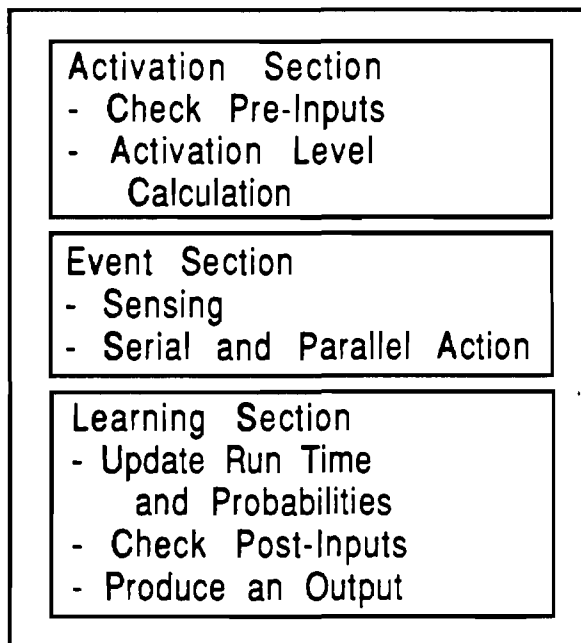 Activation Section
- Check Pre-Inputs
- Activation Level
Calculation
Event Section
- Sensing
- Serial and Parallel Action
Learning Section
- Update Run Time
and Probabilities
- Check Post-Inputs
- Produce an Output